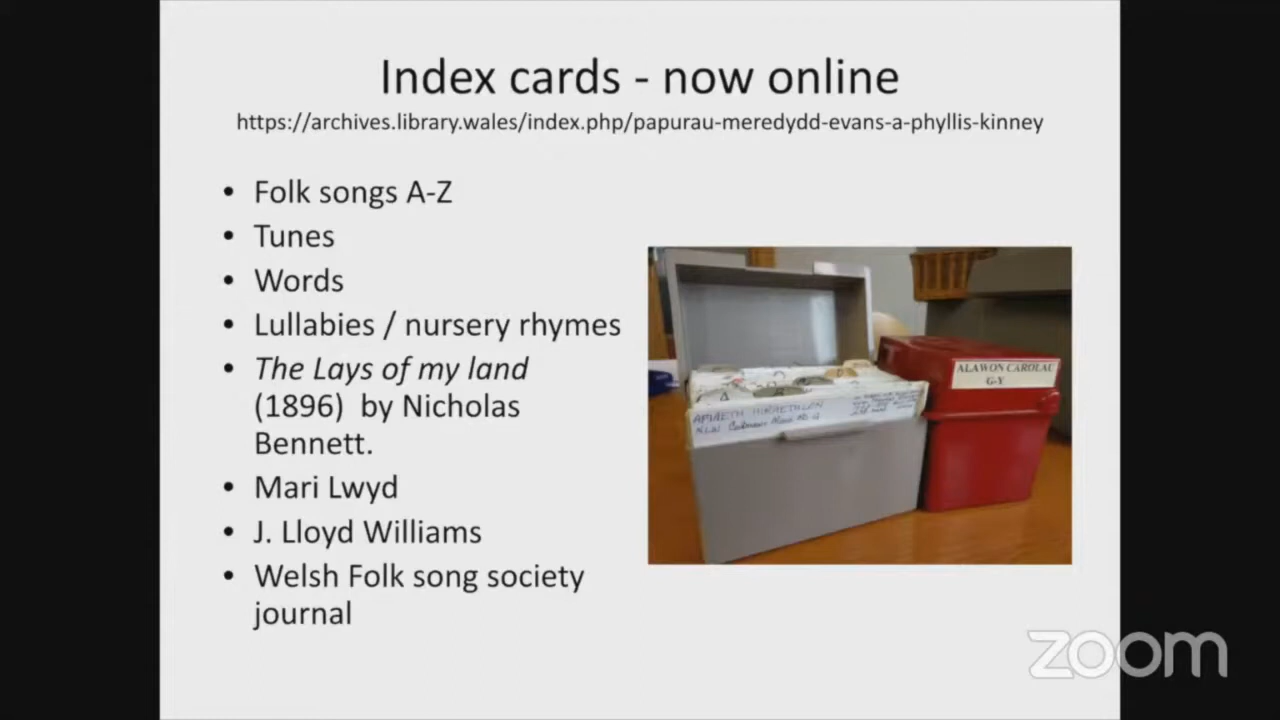 Index cards - now online
https://archives.library.wales/index.php/papurau-meredydd-evans-a-phyllis-kinney
• Folk songs A-Z
• Tunes
• Words
• Lullabies / nursery rhymes
• The Lays of my land
(1896) by Nicholas
Bennett.
• Mari Lwyd
• J. Lloyd Williams
• Welsh Folk song society
journal
ALAWON CAROLAU
G-Y
HIRAETHLON
NLW
zoom